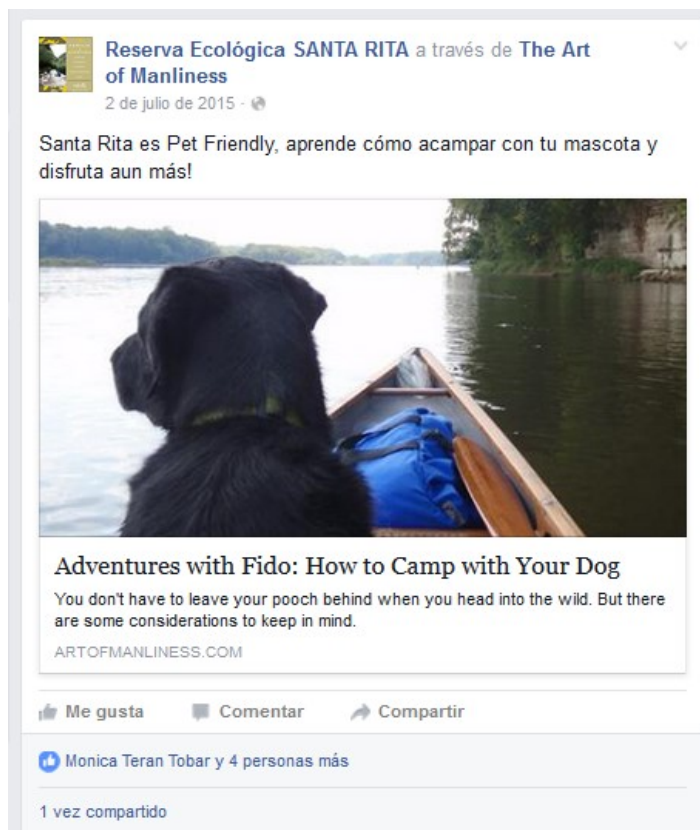 Reserva Ecológica SANTA RITA a través de The Art
of Manliness
2 de julio de 2015 ·
Santa Rita es Pet Friendly, aprende cómo acampar con tu mascota y
disfruta aun más!
Adventures with Fido: How to Camp with Your Dog
You don't have to leave your pooch behind when you head into the wild. But there
are some considerations to keep in mind.
ARTOFMANLINESS.COM
Me gusta Comentar Compartir
Monica Teran Tobar y 4 personas más
1 vez compartido